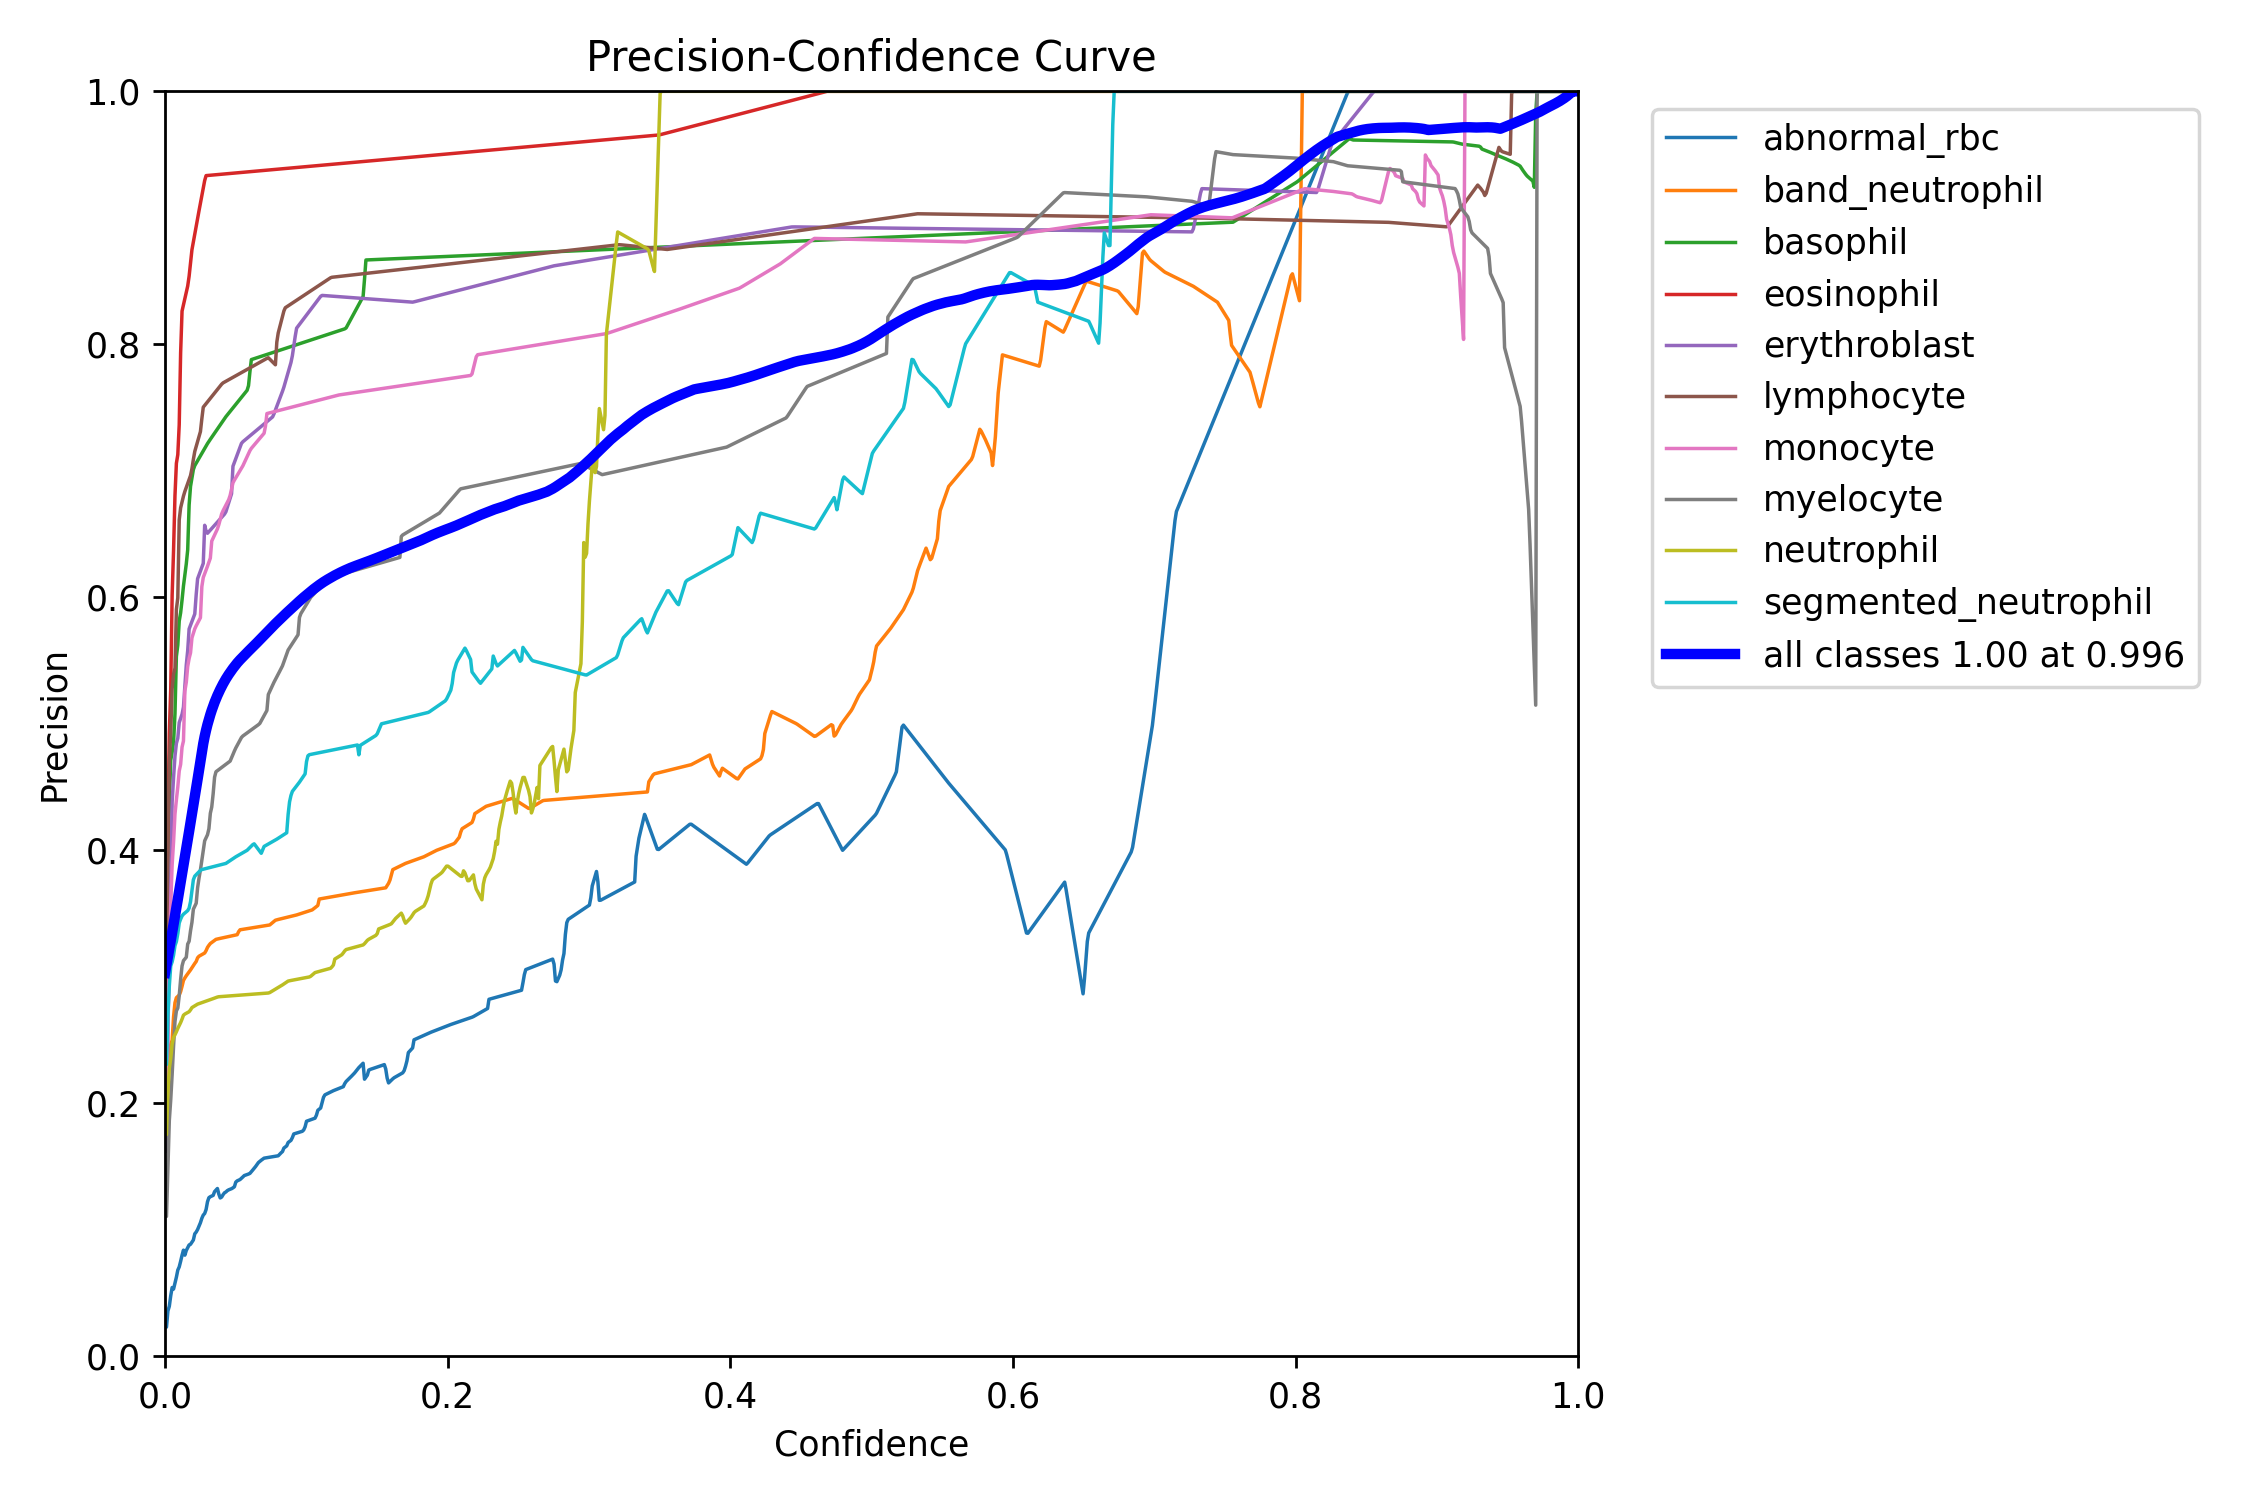 Precision-Confidence Curve
Precision
1.0
0.8
0.6
0.4
0.2
0.0
0.0 0.2 0.4 0.6 0.8 1.0
Confidence
abnormal_rbc
band_neutrophil
basophil
eosinophil
erythroblast
lymphocyte
monocyte
myelocyte
neutrophil
segmented_neutrophil
all classes 1.00 at 0.996